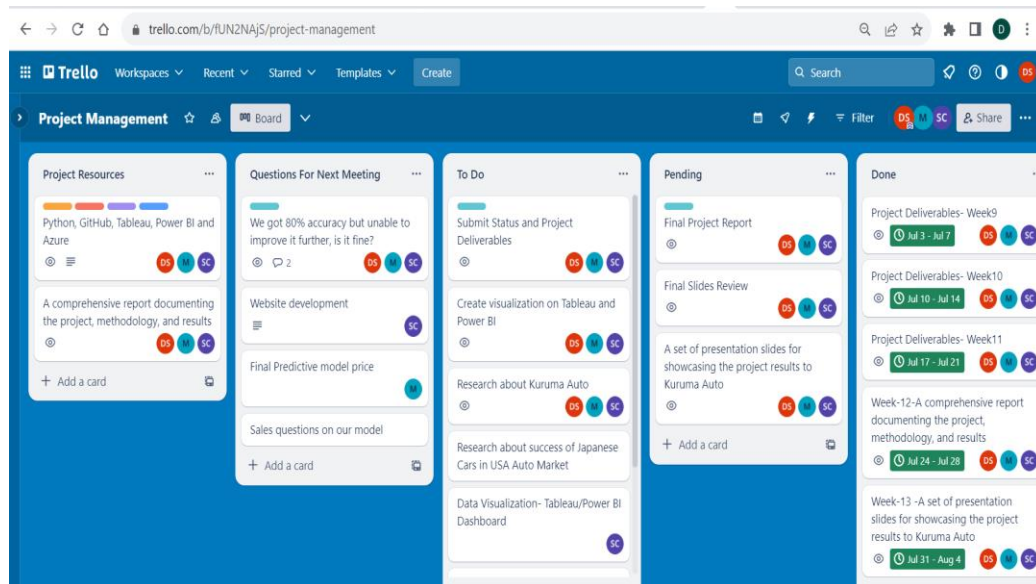 trello.com/b/fUN2NAjS/project-management
D
Trello Workspaces Recent Starred Templates Create
Search
DS
Project Management Board
Filter DS M SC Share
Project Resources
Python, GitHub, Tableau, Power BI and
Azure
DS M SC
A comprehensive report documenting
the project, methodology, and results
DS M SC
+ Add a card
Questions For Next Meeting
We got 80% accuracy but unable to
improve it further, is it fine?
2 DS M SC
Website development
SC
Final Predictive model price
M
Sales questions on our model
+ Add a card
To Do
Submit Status and Project
Deliverables
DS M SC
Create visualization on Tableau and
Power BI
DS M SC
Research about Kuruma Auto
DS M SC
Research about success of Japanese
Cars in USA Auto Market
Data Visualization- Tableau/Power BI
Dashboard
SC
Pending
Final Project Report
DS M SC
Final Slides Review
DS M SC
A set of presentation slides for
showcasing the project results to
Kuruma Auto
DS M SC
+ Add a card
Done
Project Deliverables- Week9
Jul 3 - Jul 7 DS M SC
Project Deliverables- Week10
Jul 10 - Jul 14 DS M SC
Project Deliverables- Week11
Jul 17 - Jul 21 DS M SC
Week-12-A comprehensive report
documenting the project,
methodology, and results
Jul 24 - Jul 28 DS M SC
Week-13 -A set of presentation
slides for showcasing the project
results to Kuruma Auto
Jul 31 - Aug 4 DS M SC